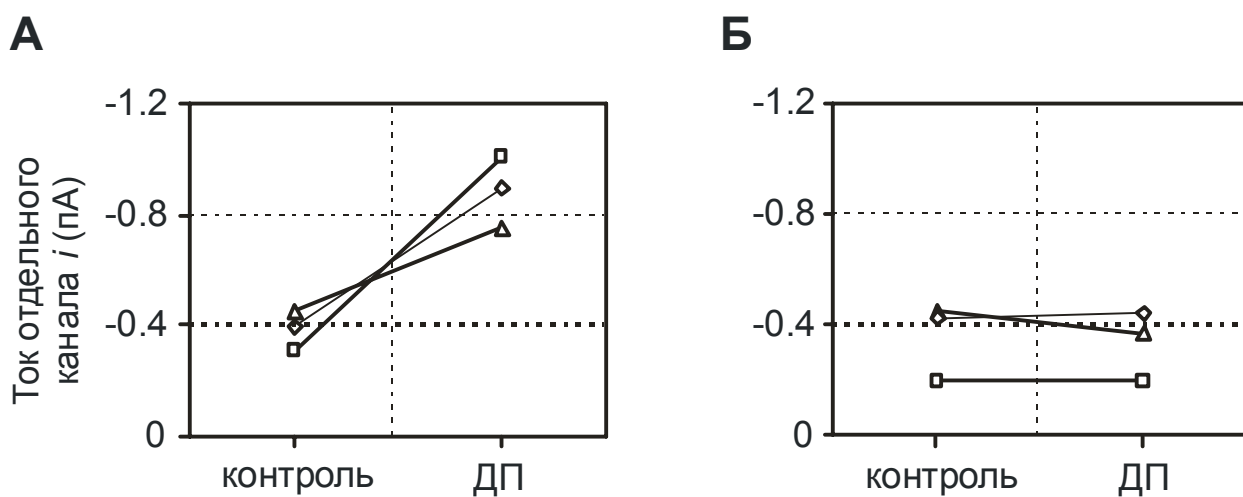 А
Ток отдельного
канала i (пА)
-1.2
-0.8
-0.4
0
контроль
ДП
Б
-1.2
-0.8
-0.4
0
контроль
ДП